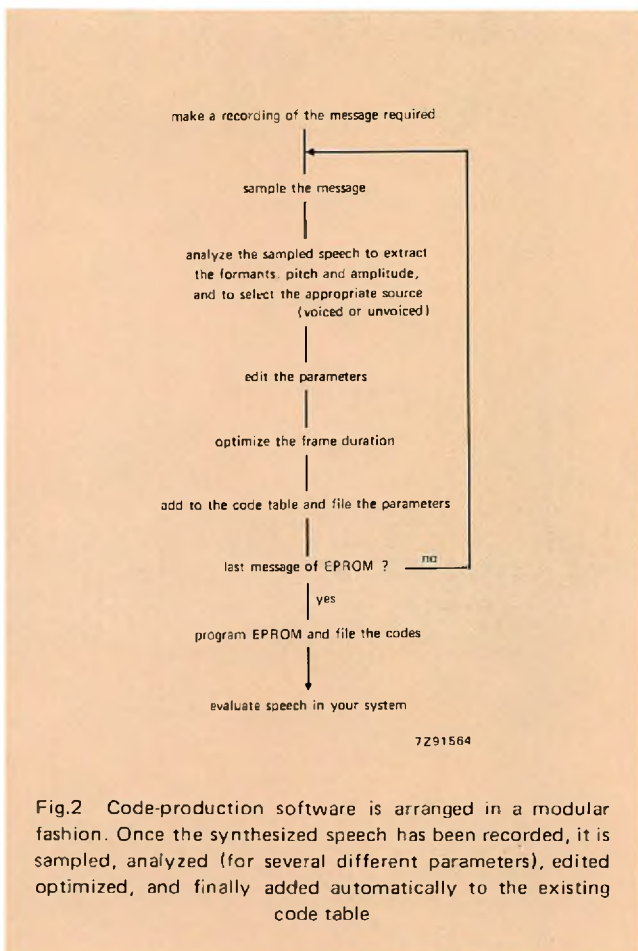 make a recording of the message required
sample the message
analyze the sampled speech to extract
the formants, pitch and amplitude,
and to select the appropriate source
(voiced or unvoiced)
edit the parameters
optimize the frame duration
add to the code table and file the parameters
last message of EPROM ? no
yes
program EPROM and file the codes
evaluate speech in your system
7Z91564
Fig.2 Code-production software is arranged in a modular
fashion. Once the synthesized speech has been recorded, it is
sampled, analyzed (for several different parameters), edited
optimized, and finally added automatically to the existing
code table